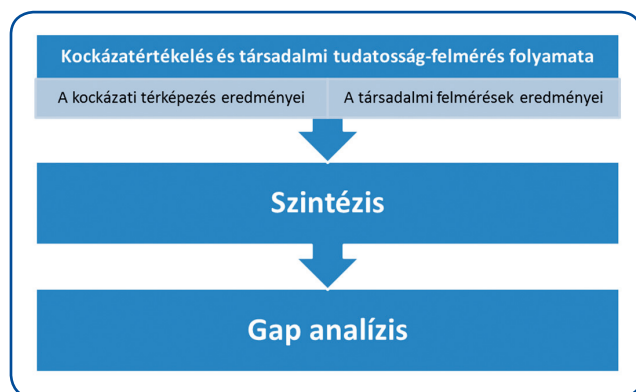 Kockázatértékelés és társadalmi tudatosság-felmérés folyamata
A kockázati térképezés eredményei
A társadalmi felmérések eredményei
Szintézis
Gap analízis